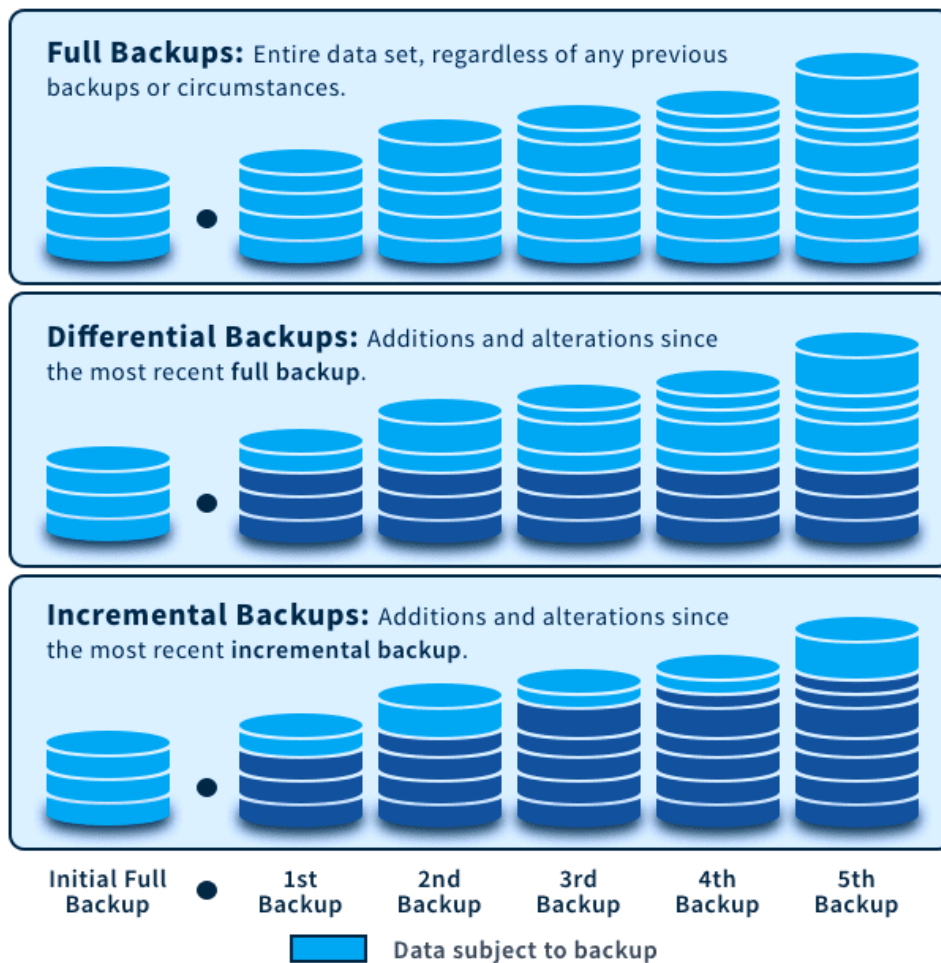 Full Backups: Entire data set, regardless of any previous
backups or circumstances.
Differential Backups: Additions and alterations since
the most recent full backup.
Incremental Backups: Additions and alterations since
the most recent incremental backup.
Initial Full
Backup
1st
Backup
2nd
Backup
3rd
Backup
4th
Backup
5th
Backup
Data subject to backup